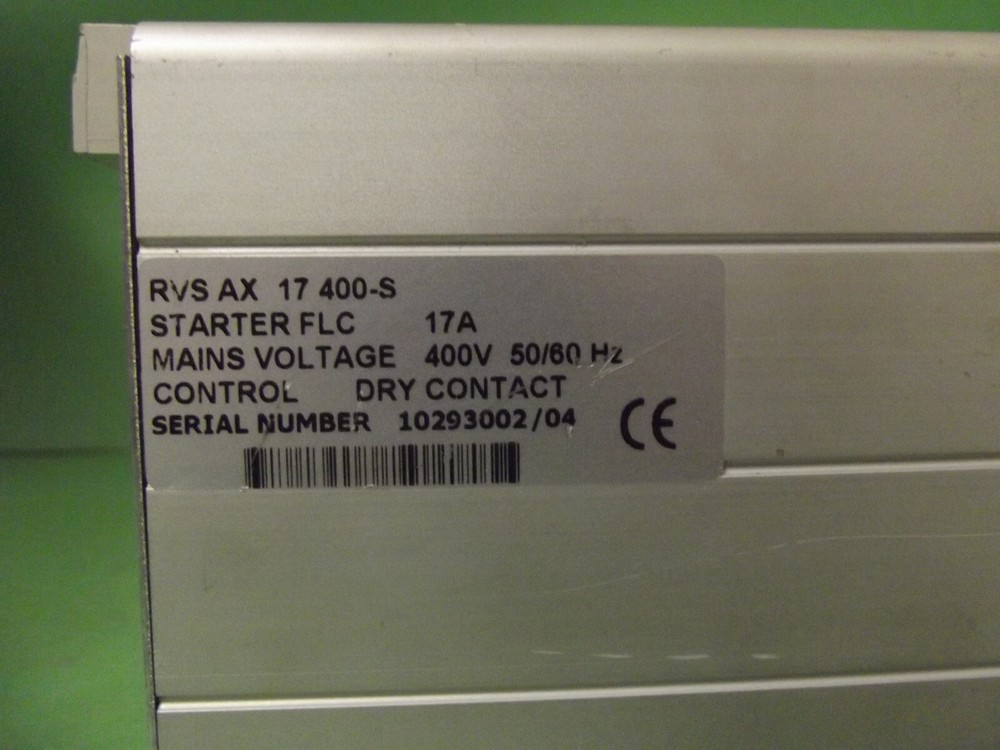 RVS AX 17 400-S
STARTER FLC 17A
MAINS VOLTAGE 400V 50/60 Hz
CONTROL DRY CONTACT
SERIAL NUMBER 10293002/04
CE